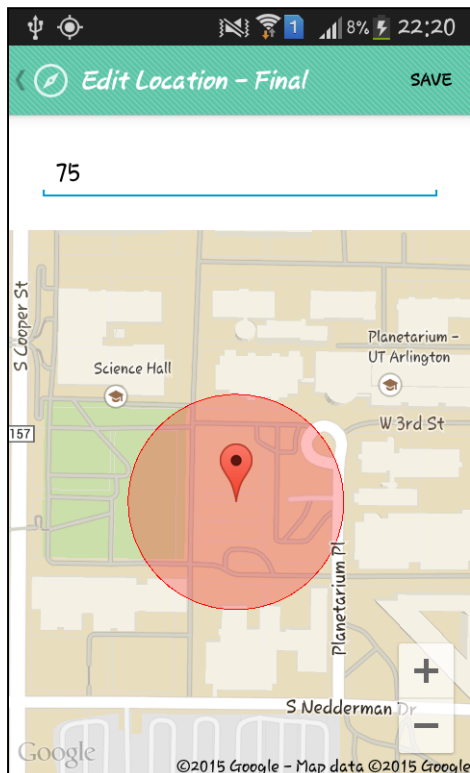 1 8% 22:20
Edit Location – Final SAVE
75
S Cooper St
Planetarium –
UT Arlington
Science Hall
W 3rd St
157
Planetarium Pl
S Nedderman Dr
Google
©2015 Google – Map data ©2015 Google